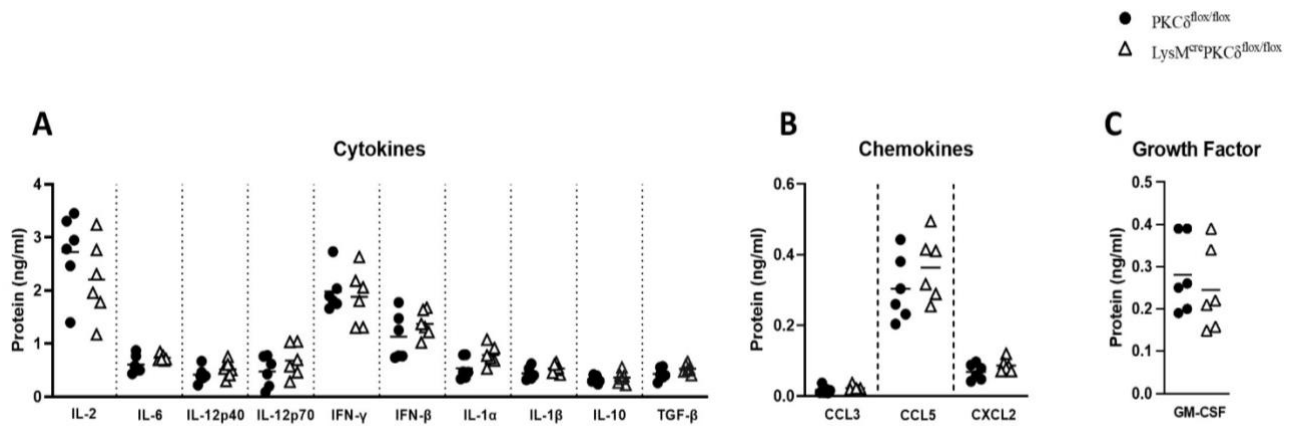 PKCδflox/flox
LysMcrePKCδflox/flox
A
Cytokines
Protein (ng/ml)
4
3
2
1
0
IL-2 IL-6 IL-12p40 IL-12p70 IFN-γ IFN-β IL-1α IL-1β IL-10 TGF-β
B
Chemokines
Protein (ng/ml)
0.6
0.4
0.2
0.0
CCL3 CCL5 CXCL2
C
Growth Factor
Protein (ng/ml)
0.5
0.4
0.3
0.2
0.1
0.0
GM-CSF